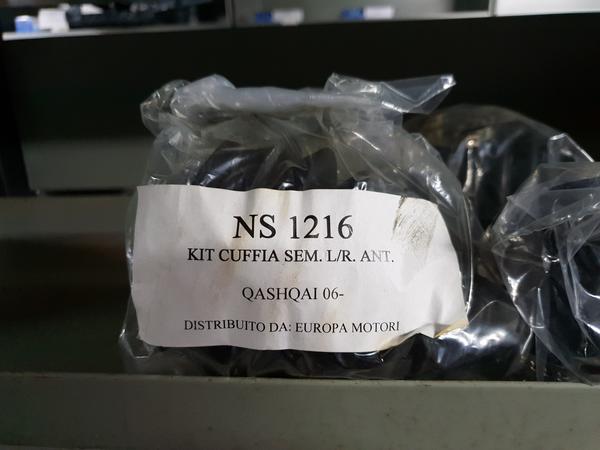 NS 1216
KIT CUFFIA SEM. L/R. ANT.
QASHQAI 06-
DISTRIBUITO DA: EUROPA MOTORI